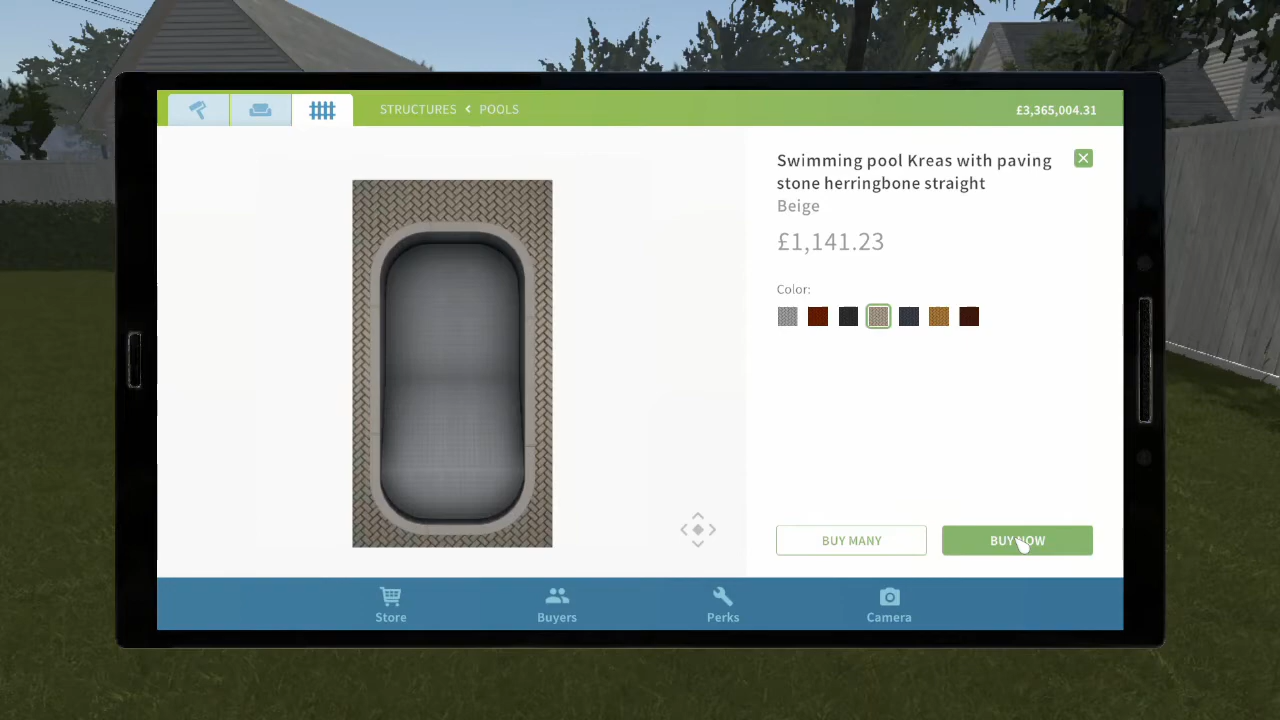 STRUCTURES < POOLS
£3,365,004.31
Swimming pool Kreas with paving
stone herringbone straight
Beige
£1,141.23
Color:
BUY MANY
BUY NOW
Store
Buyers
Perks
Camera